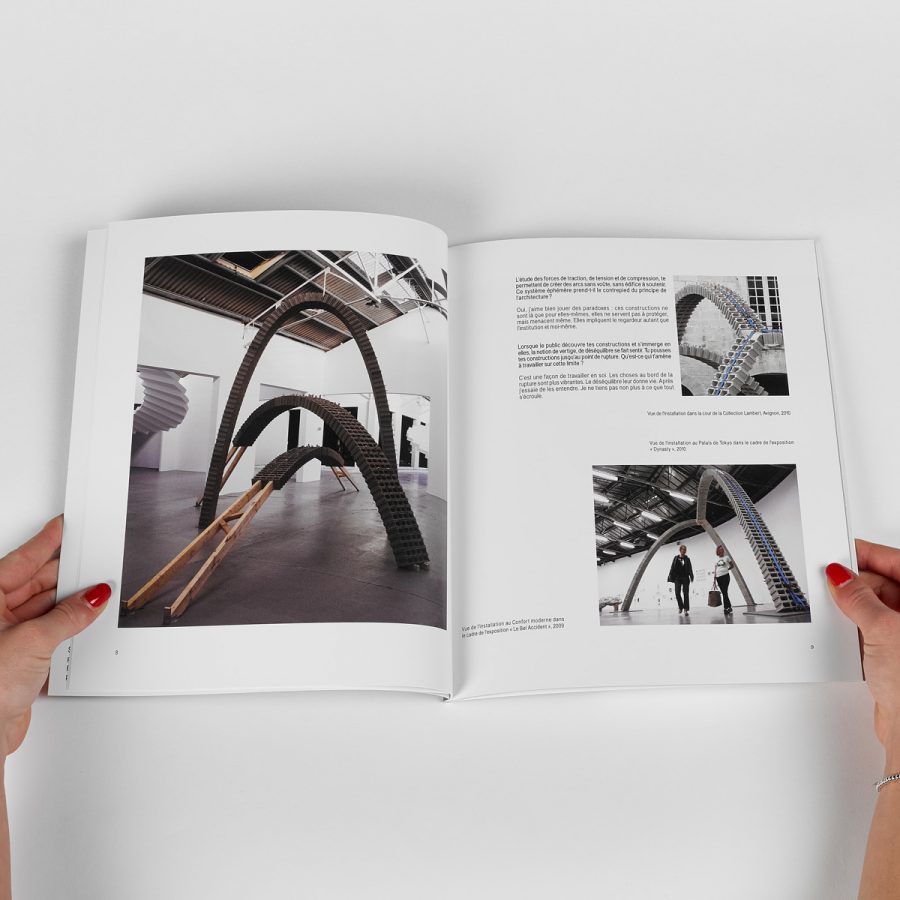 L'étude des forces de traction, de tension et de compression, te
permettent de créer des arcs sans voûte, sans édifice à soutenir.
Ce système éphémère prend-t-il le contrepied du principe de
l'architecture ?
Oui, j'aime bien jouer des paradoxes : ces constructions ne
sont là que pour elles-mêmes, elles ne servent pas à protéger,
mais menacent même. Elles impliquent le regardeur autant que
l'institution et moi-même.
Lorsque le public découvre tes constructions et s'immerge en
elles, la notion de vertige, de déséquilibre se fait sentir. Tu pousses
tes constructions jusqu'au point de rupture. Qu'est-ce qui t'amène
à travailler sur cette limite ?
C'est une façon de travailler en soi. Les choses au bord de la
rupture sont plus vibrantes. Le déséquilibre leur donne vie. Après
j'essaie de les entendre. Je ne tiens pas non plus à ce que tout
s'écroule.
Vue de l'installation dans la cour de la Collection Lambert, Avignon, 2015
Vue de l'installation au Palais de Tokyo dans le cadre de l'exposition
« Dynasty », 2010
Vue de l'installation au Confort moderne dans
le cadre de l'exposition « Le Bel Accident », 2009
8
9